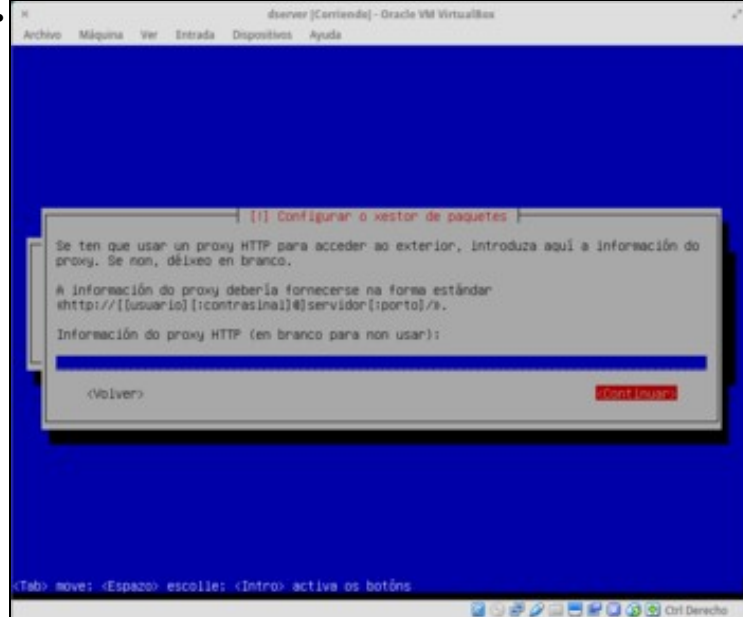 dserver [Corriendo] - Oracle VM VirtualBox
Archivo Máquina Ver Entrada Dispositivos Ayuda
[!] Configurar o xestor de paquetes
Se ten que usar un proxy HTTP para acceder ao exterior, introduza aquí a información do
proxy. Se non, déixeo en branco.
A información do proxy debería fornecerse na forma estándar
«http://[[usuario][:contrasinal]@]servidor[:porto]/».
Información do proxy HTTP (en branco para non usar):
<Volver> <Continuar>
<Tab> move; <Espazo> escolle; <Intro> activa os botóns
Ctrl Derecho